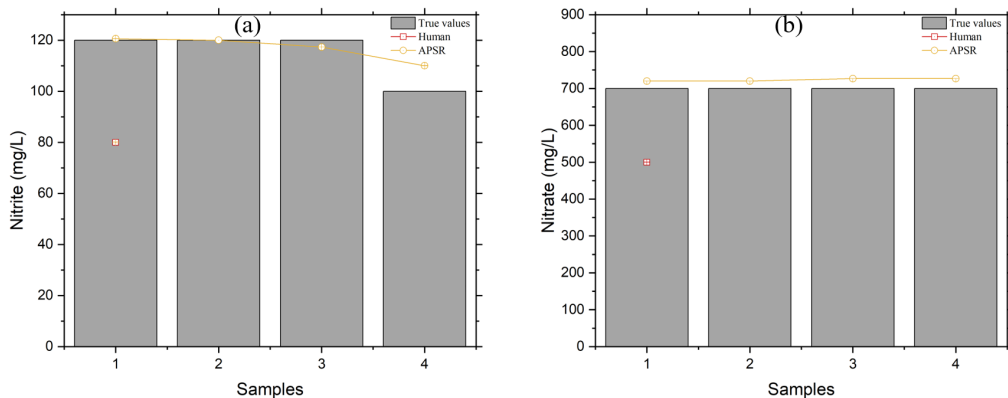 (a)
True values
Human
APSR
120
100
80
60
40
20
0
Nitrite (mg/L)
1 2 3 4
Samples
(b)
True values
Human
APSR
900
800
700
600
500
400
300
200
100
0
Nitrate (mg/L)
1 2 3 4
Samples